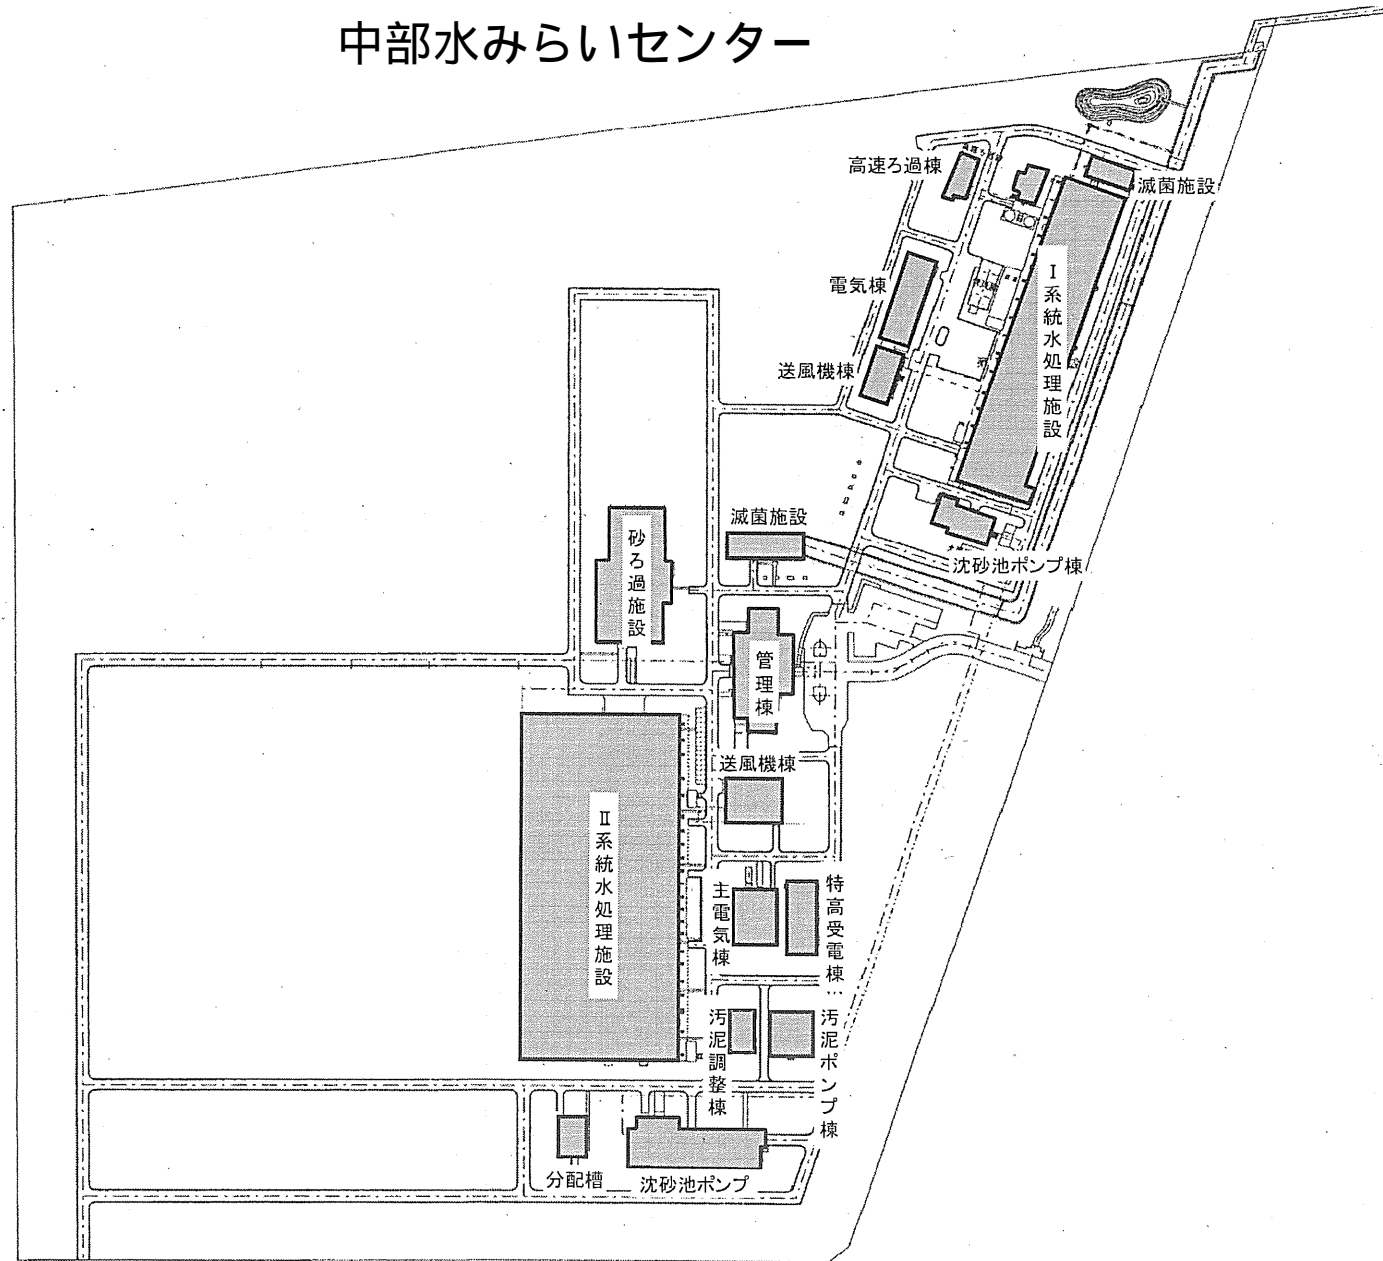 中部水みらいセンター
高速ろ過棟
滅菌施設
電気棟
Ⅰ系統水処理施設
送風機棟
滅菌施設
砂ろ過施設
沈砂池ポンプ棟
管理棟
送風機棟
Ⅱ系統水処理施設
主電気棟
特高受電棟
汚泥調整棟
汚泥ポンプ棟
分配槽
沈砂池ポンプ